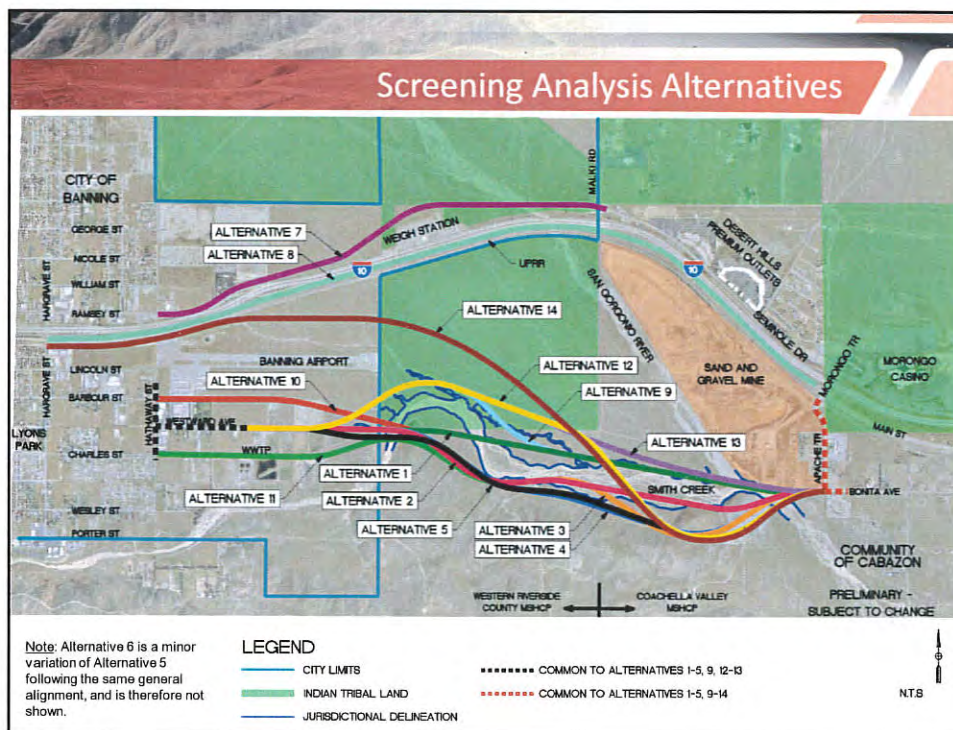 Screening Analysis Alternatives
CITY OF
BANNING
GEORGE ST
NICOLE ST
WILLIAM ST
RAMSEY ST
HARGRAVE ST
LINCOLN ST
BARBOUR ST
HARGRAVE ST
LYONS
PARK
CHARLES ST
WESLEY ST
PORTER ST
HATHAWAY ST
WESTWARD AVE
WWTP
BANNING AIRPORT
ALTERNATIVE 7
ALTERNATIVE 8
WEIGH STATION
10
UPRR
MALKI RD
DESERT HILLS
PREMIUM OUTLETS
10
SEMINOLE DR
SAN GORGONIO RIVER
SAND AND
GRAVEL MINE
MORONGO TR
MORONGO
CASINO
MAIN ST
APACHE TR
BONITA AVE
ALTERNATIVE 14
ALTERNATIVE 12
ALTERNATIVE 9
ALTERNATIVE 10
ALTERNATIVE 13
ALTERNATIVE 1
ALTERNATIVE 11
ALTERNATIVE 2
ALTERNATIVE 5
ALTERNATIVE 3
ALTERNATIVE 4
SMITH CREEK
COMMUNITY
OF CABAZON
WESTERN RIVERSIDE
COUNTY MSHCP
COACHELLA VALLEY
MSHCP
PRELIMINARY -
SUBJECT TO CHANGE
Note: Alternative 6 is a minor
variation of Alternative 5
following the same general
alignment, and is therefore not
shown.
LEGEND
CITY LIMITS
INDIAN TRIBAL LAND
JURISDICTIONAL DELINEATION
COMMON TO ALTERNATIVES 1-5, 9, 12-13
COMMON TO ALTERNATIVES 1-5, 9-14
N.T.S